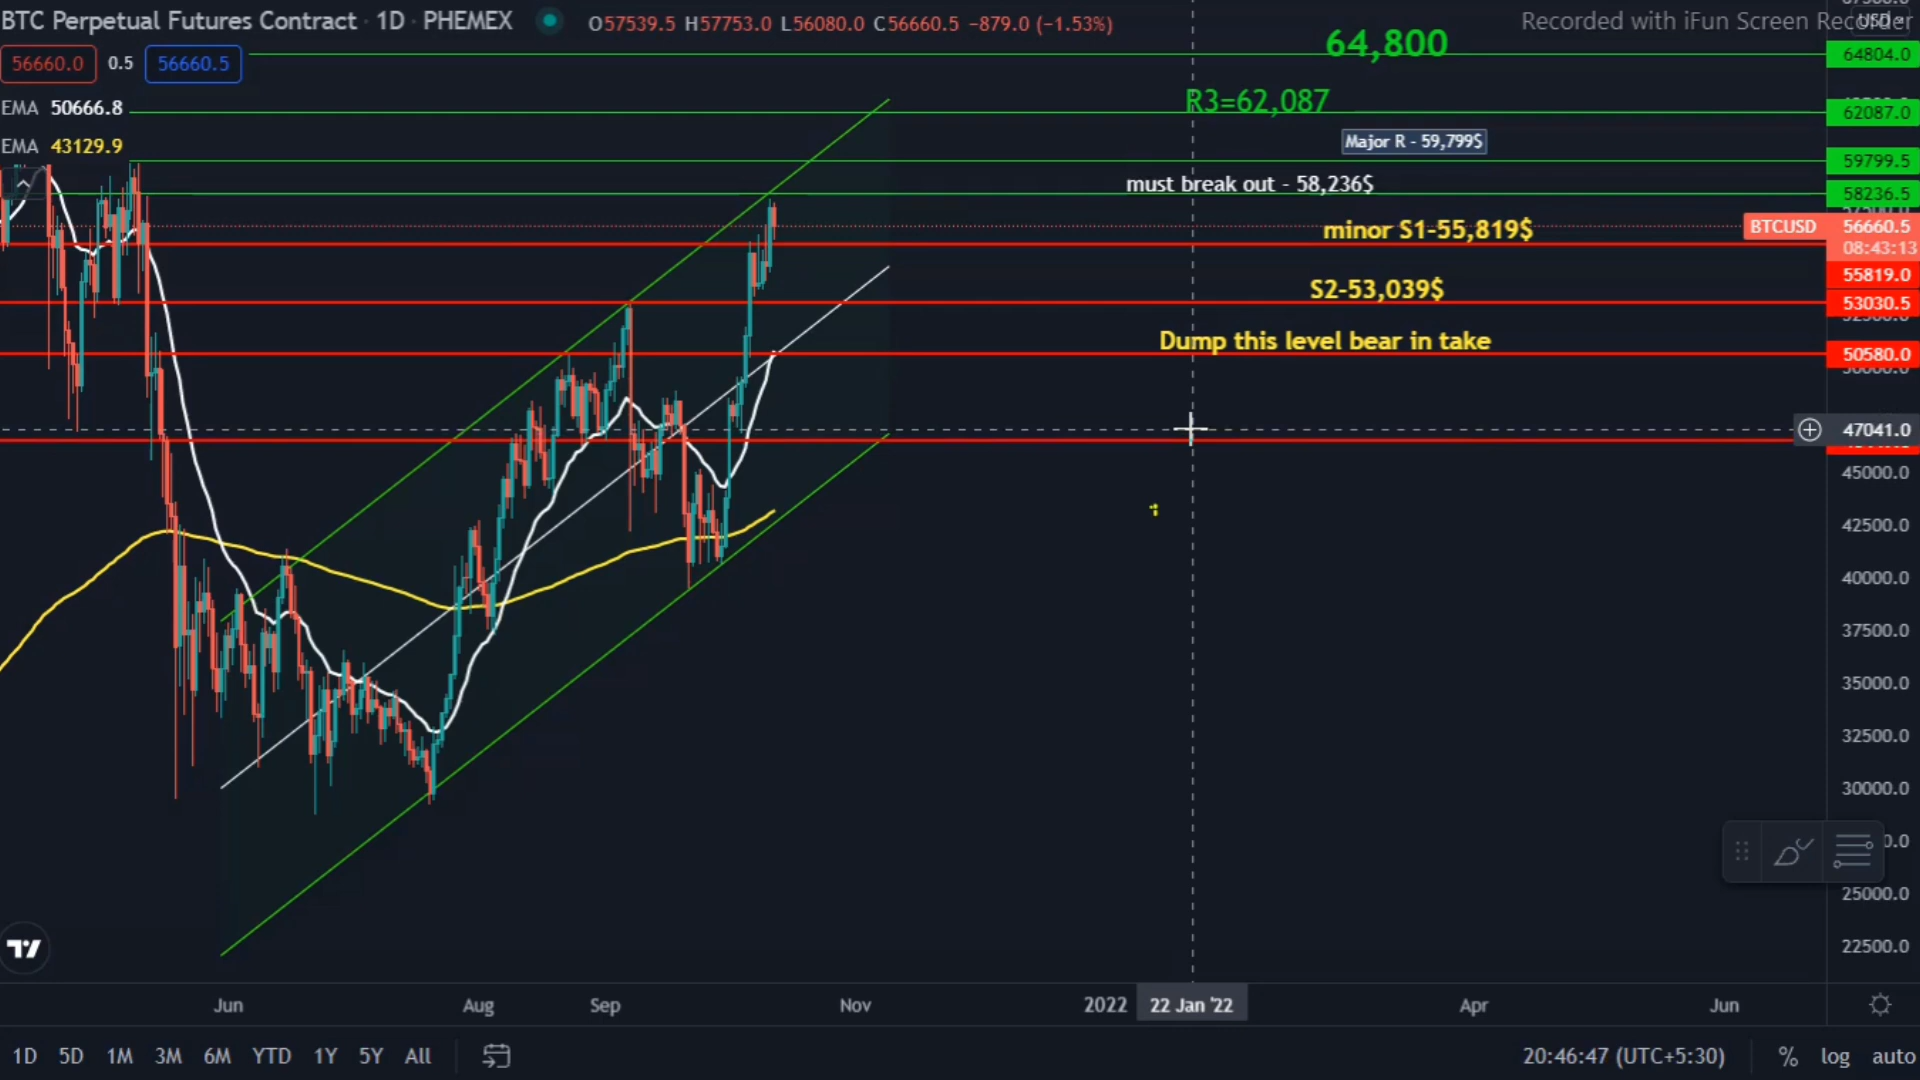 BTC Perpetual Futures Contract · 1D · PHEMEX O57539.5 H57753.0 L56080.0 C56660.5 −879.0 (−1.53%)
Recorded with iFun Screen Recorder
56660.0 0.5 56660.5
64,800
64804.0
EMA 50666.8
R3=62,087
62087.0
EMA 43129.9
Major R - 59,799$
59799.5
must break out - 58,236$
58236.5
minor S1-55,819$
BTCUSD 56660.5
08:43:13
55819.0
S2-53,039$
53030.5
Dump this level bear in take
50580.0
47041.0
45000.0
42500.0
40000.0
37500.0
35000.0
32500.0
30000.0
25000.0
22500.0
Jun Aug Sep Nov 2022 22 Jan '22 Apr Jun
1D 5D 1M 3M 6M YTD 1Y 5Y All
20:46:47 (UTC+5:30) % log auto